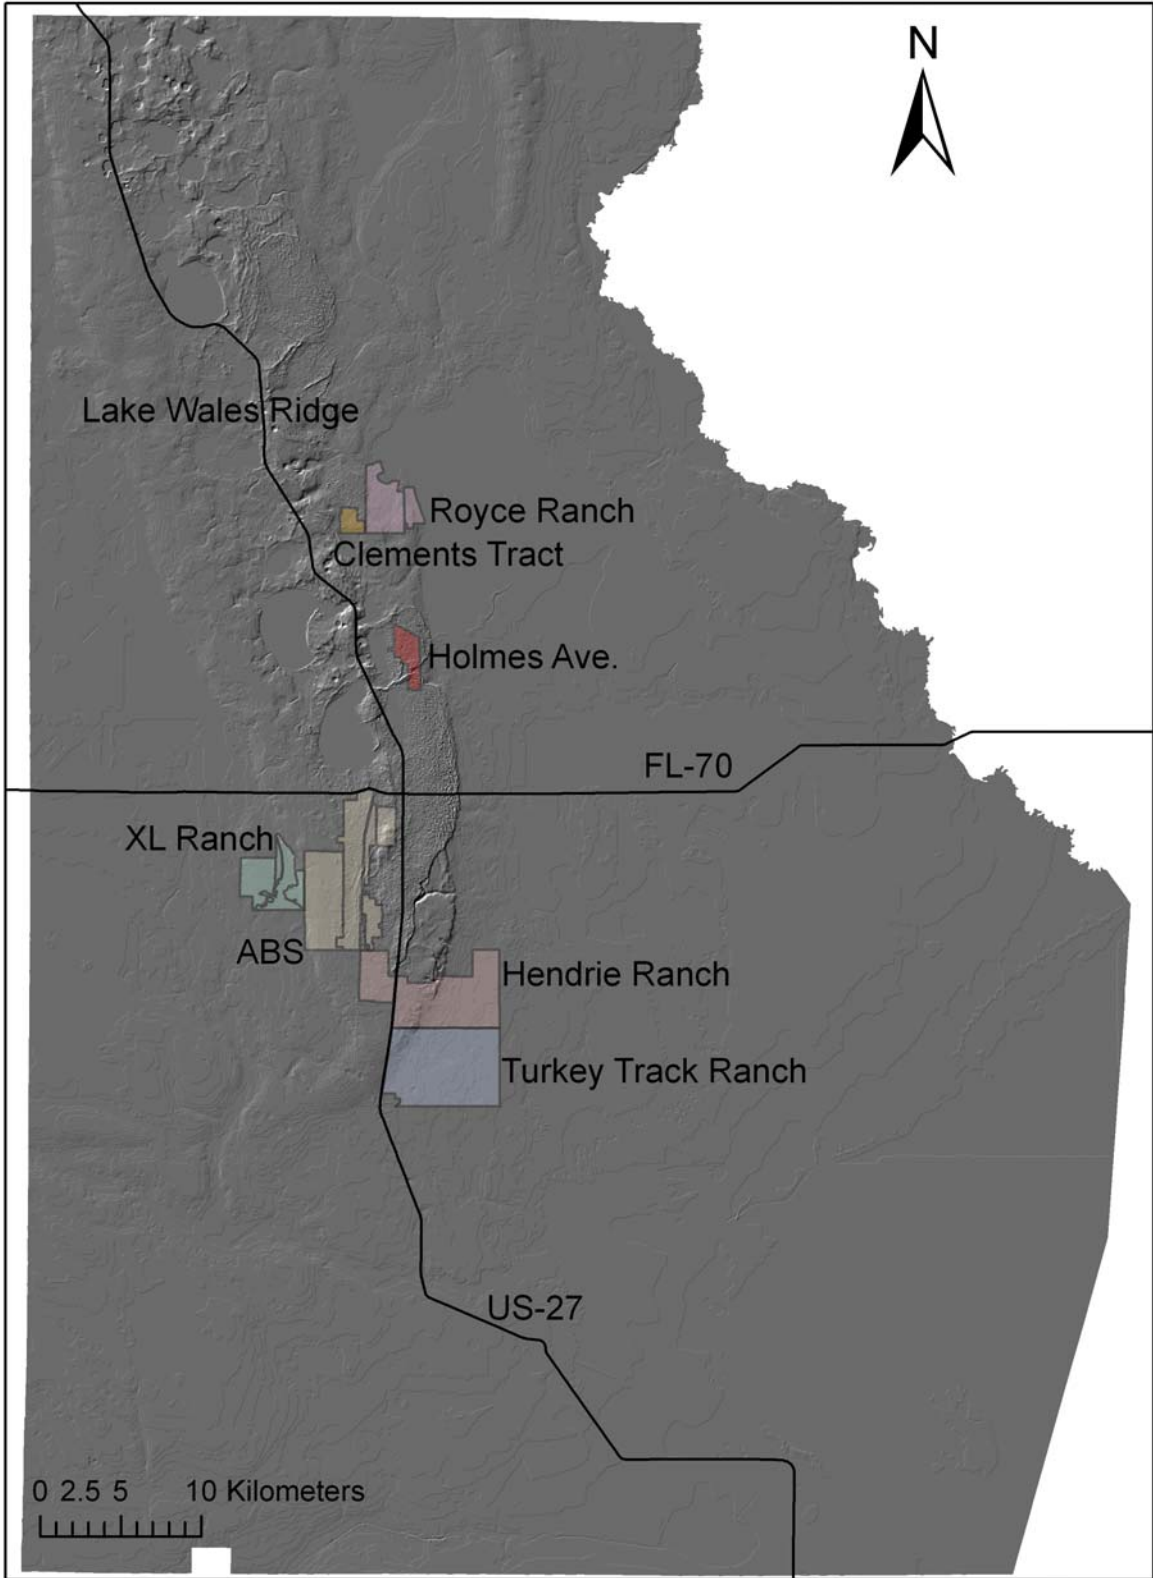 N
Lake Wales Ridge
Royce Ranch
Clements Tract
Holmes Ave.
FL-70
XL Ranch
ABS
Hendrie Ranch
Turkey Track Ranch
US-27
0 2.5 5 10 Kilometers